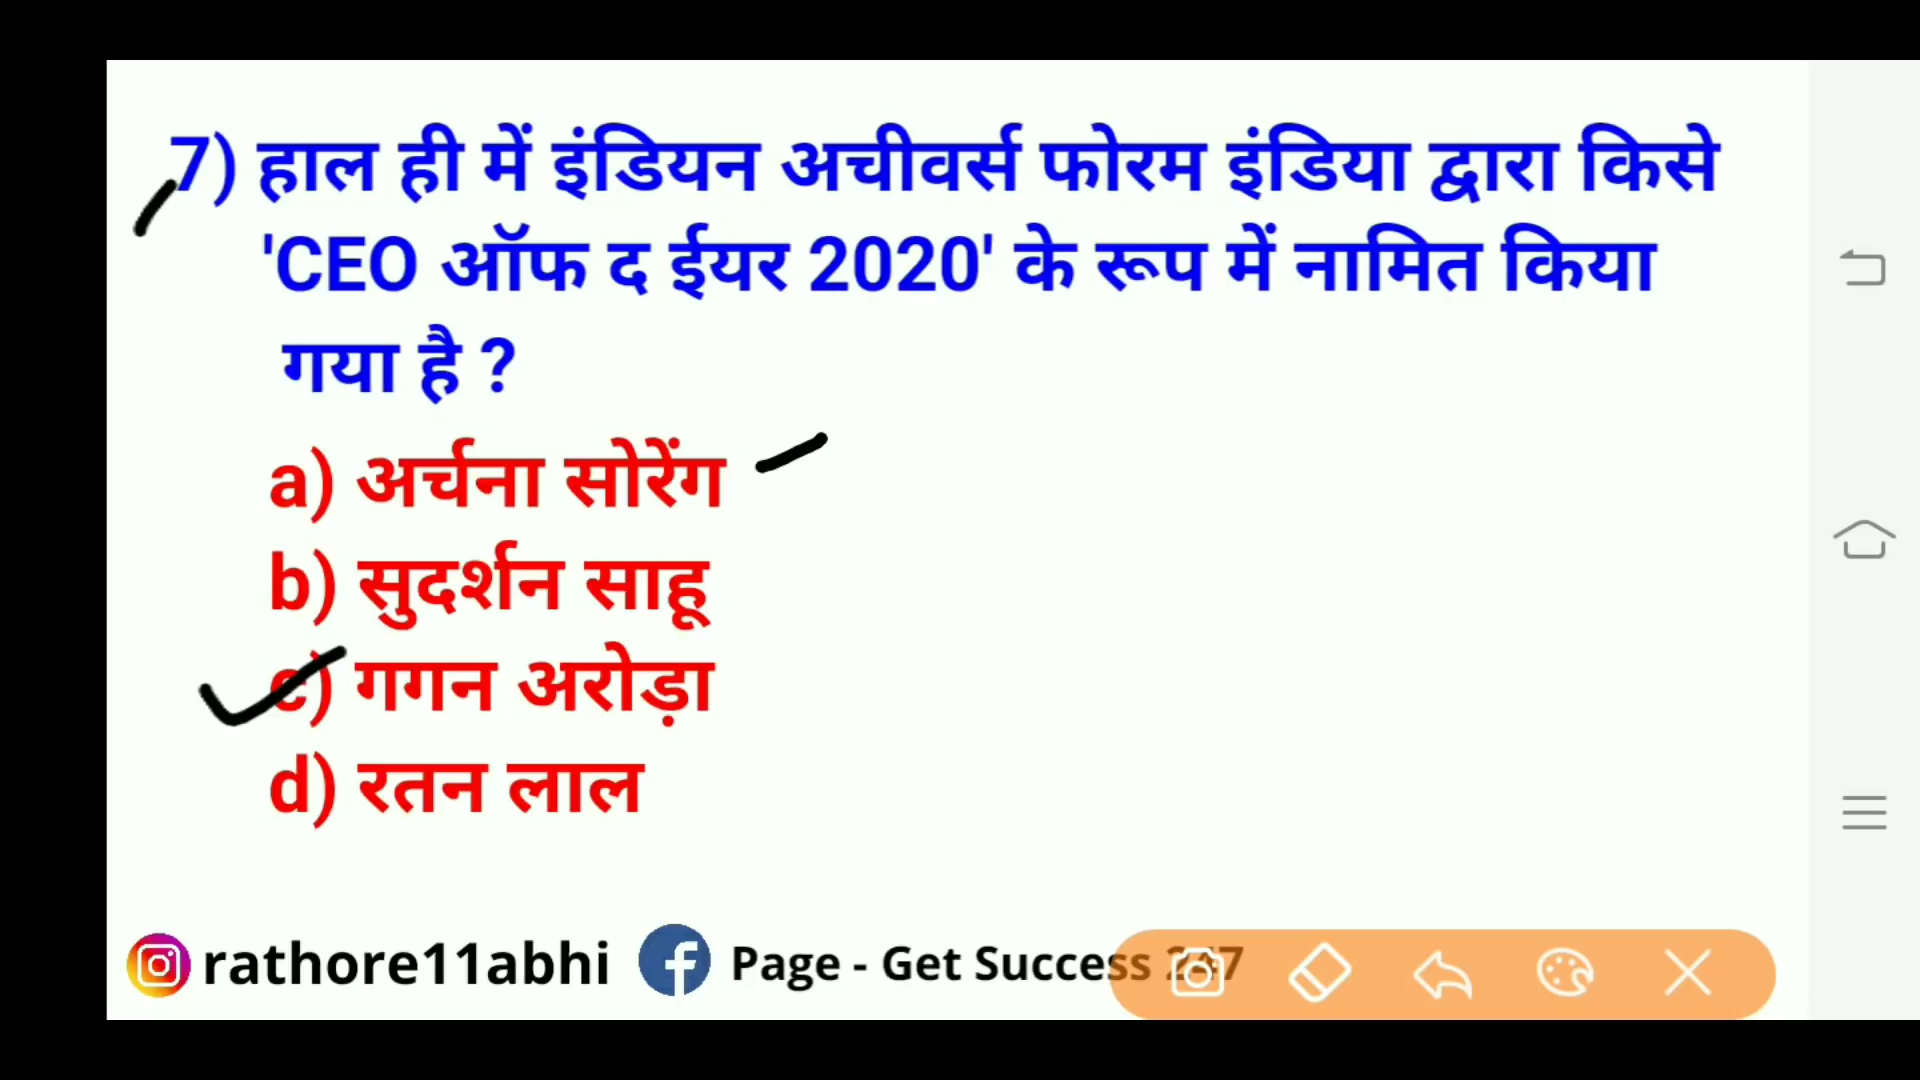 7) हाल ही में इंडियन अचीवर्स फोरम इंडिया द्वारा किसे
'CEO ऑफ द ईयर 2020' के रूप में नामित किया
गया है ?
a) अर्चना सोरेंग
b) सुदर्शन साहू
c) गगन अरोड़ा
d) रतन लाल
rathore11abhi Page - Get Success 247